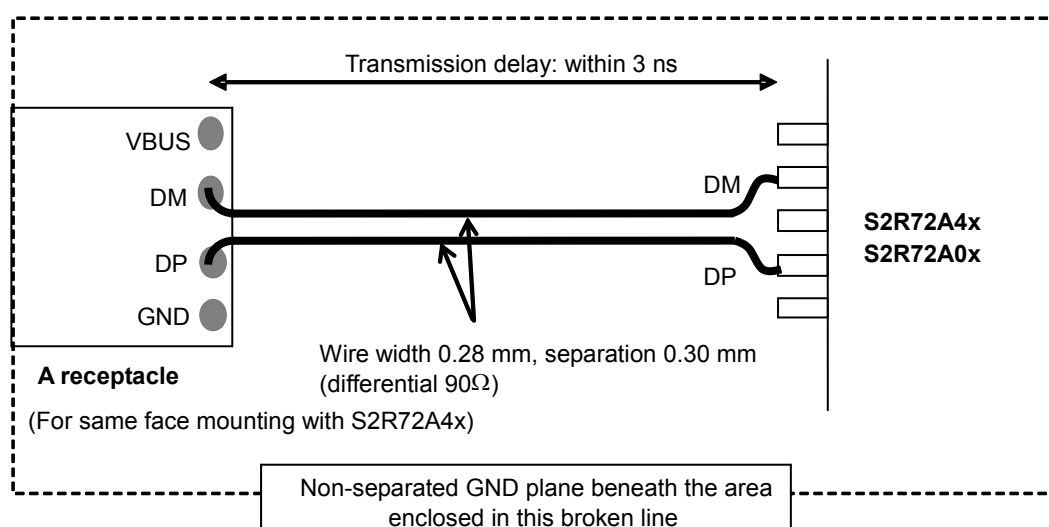 Transmission delay: within 3 ns
VBUS
DM
DM
S2R72A4x
S2R72A0x
DP
DP
GND
Wire width 0.28 mm, separation 0.30 mm
(differential 90Ω)
A receptacle
(For same face mounting with S2R72A4x)
Non-separated GND plane beneath the area
enclosed in this broken line